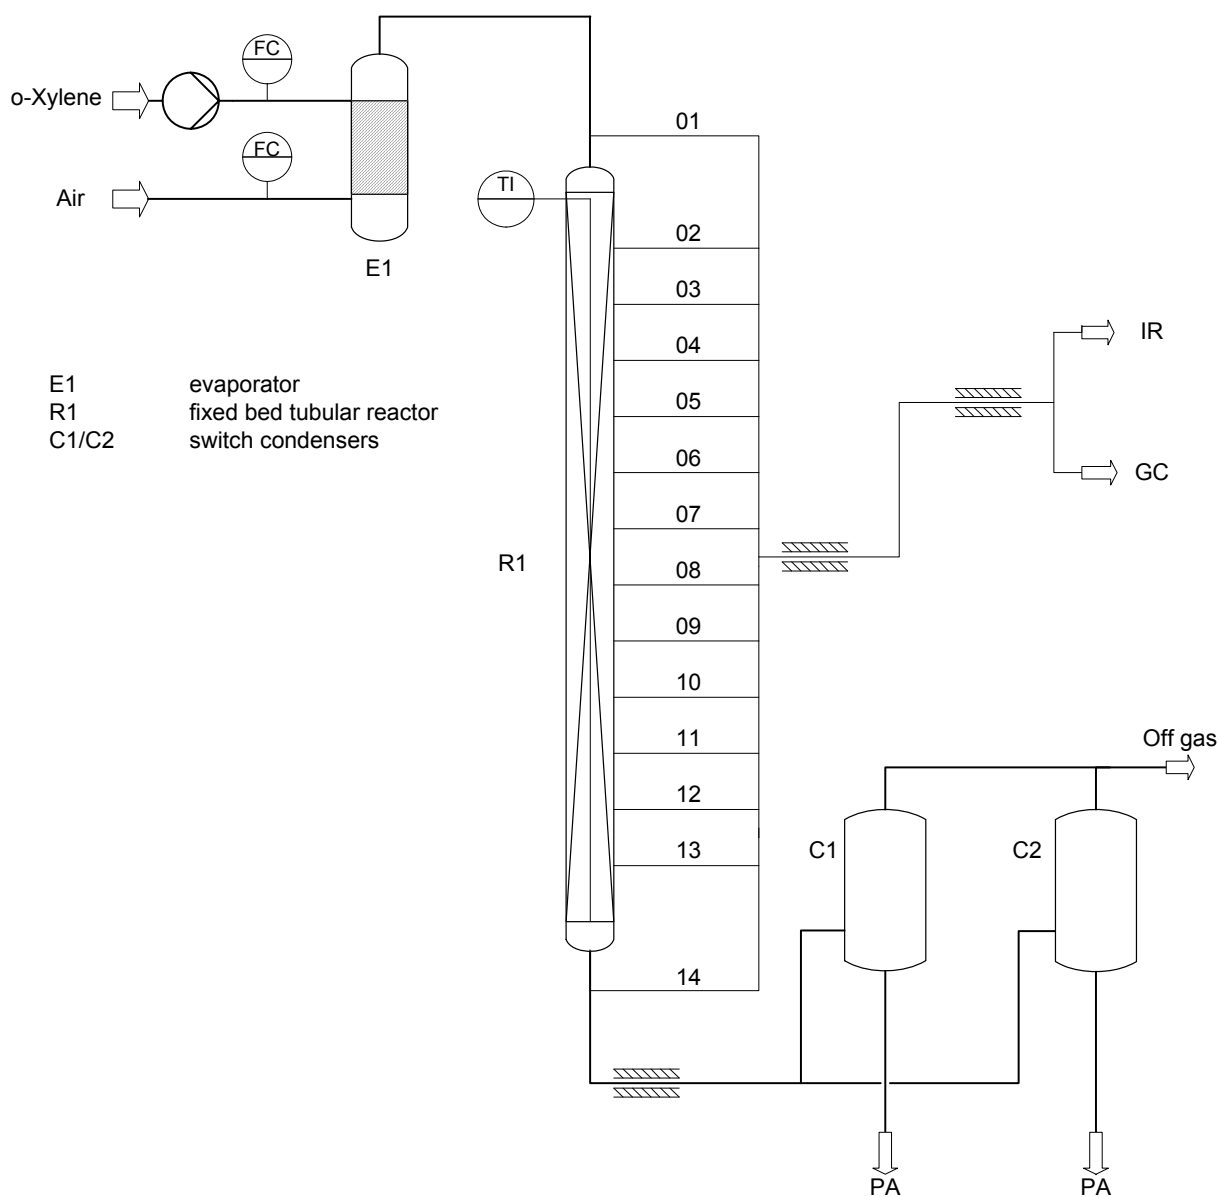 FC
o-Xylene
FC
Air
E1
TI
01
02
03
04
05
06
07
08
09
10
11
12
13
14
R1
IR
GC
E1 evaporator
R1 fixed bed tubular reactor
C1/C2 switch condensers
Off gas
C1
C2
PA
PA